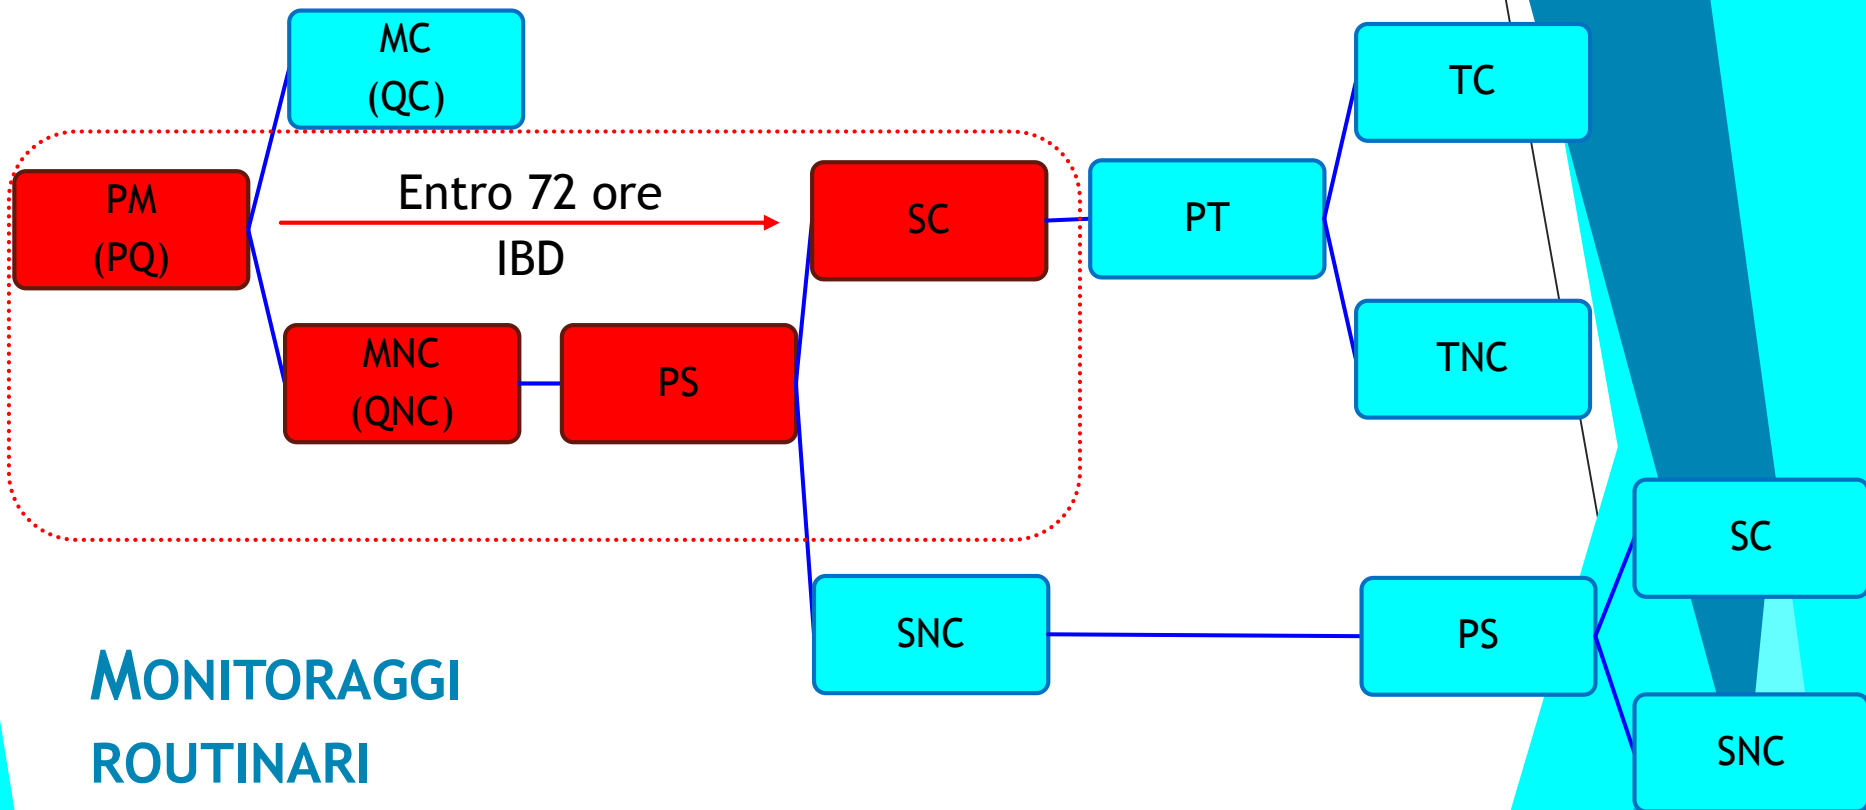 MC
(QC)
TC
PM
(PQ)
Entro 72 ore
IBD
SC
PT
MNC
(QNC)
PS
TNC
SC
SNC
PS
SNC
MONITORAGGI
ROUTINARI